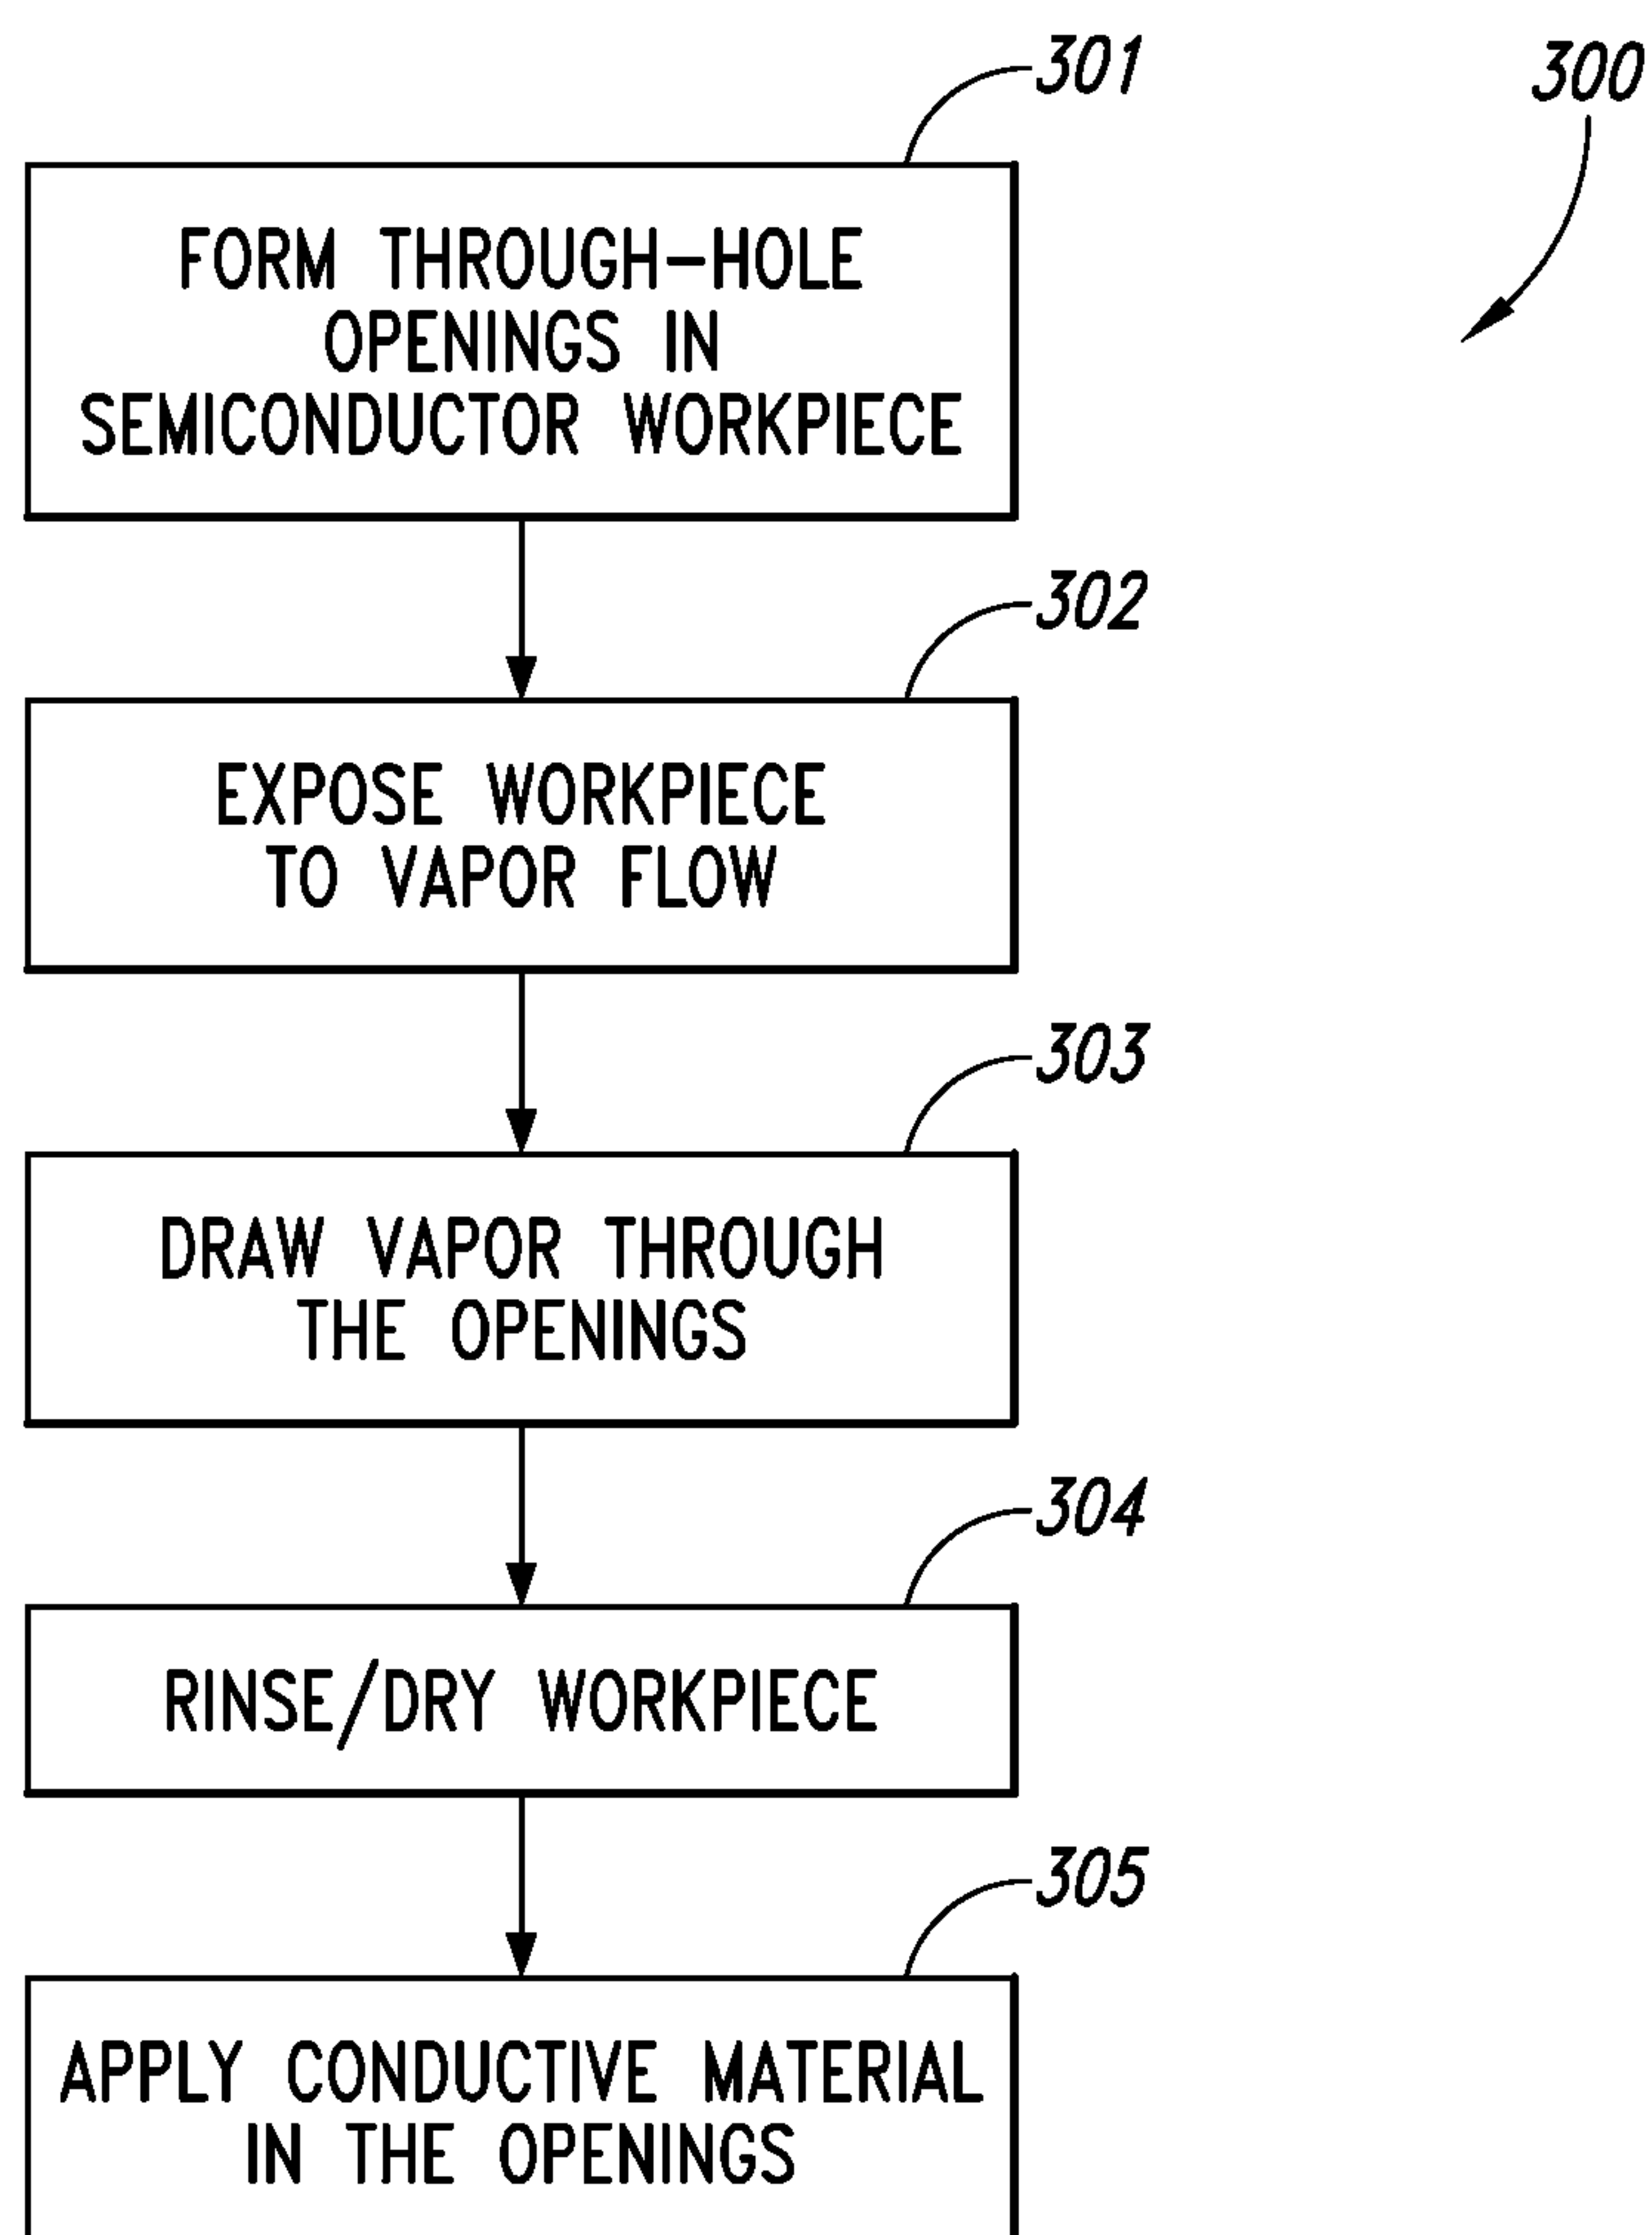 301
300
FORM THROUGH-HOLE
OPENINGS IN
SEMICONDUCTOR WORKPIECE
302
EXPOSE WORKPIECE
TO VAPOR FLOW
303
DRAW VAPOR THROUGH
THE OPENINGS
304
RINSE/DRY WORKPIECE
305
APPLY CONDUCTIVE MATERIAL
IN THE OPENINGS